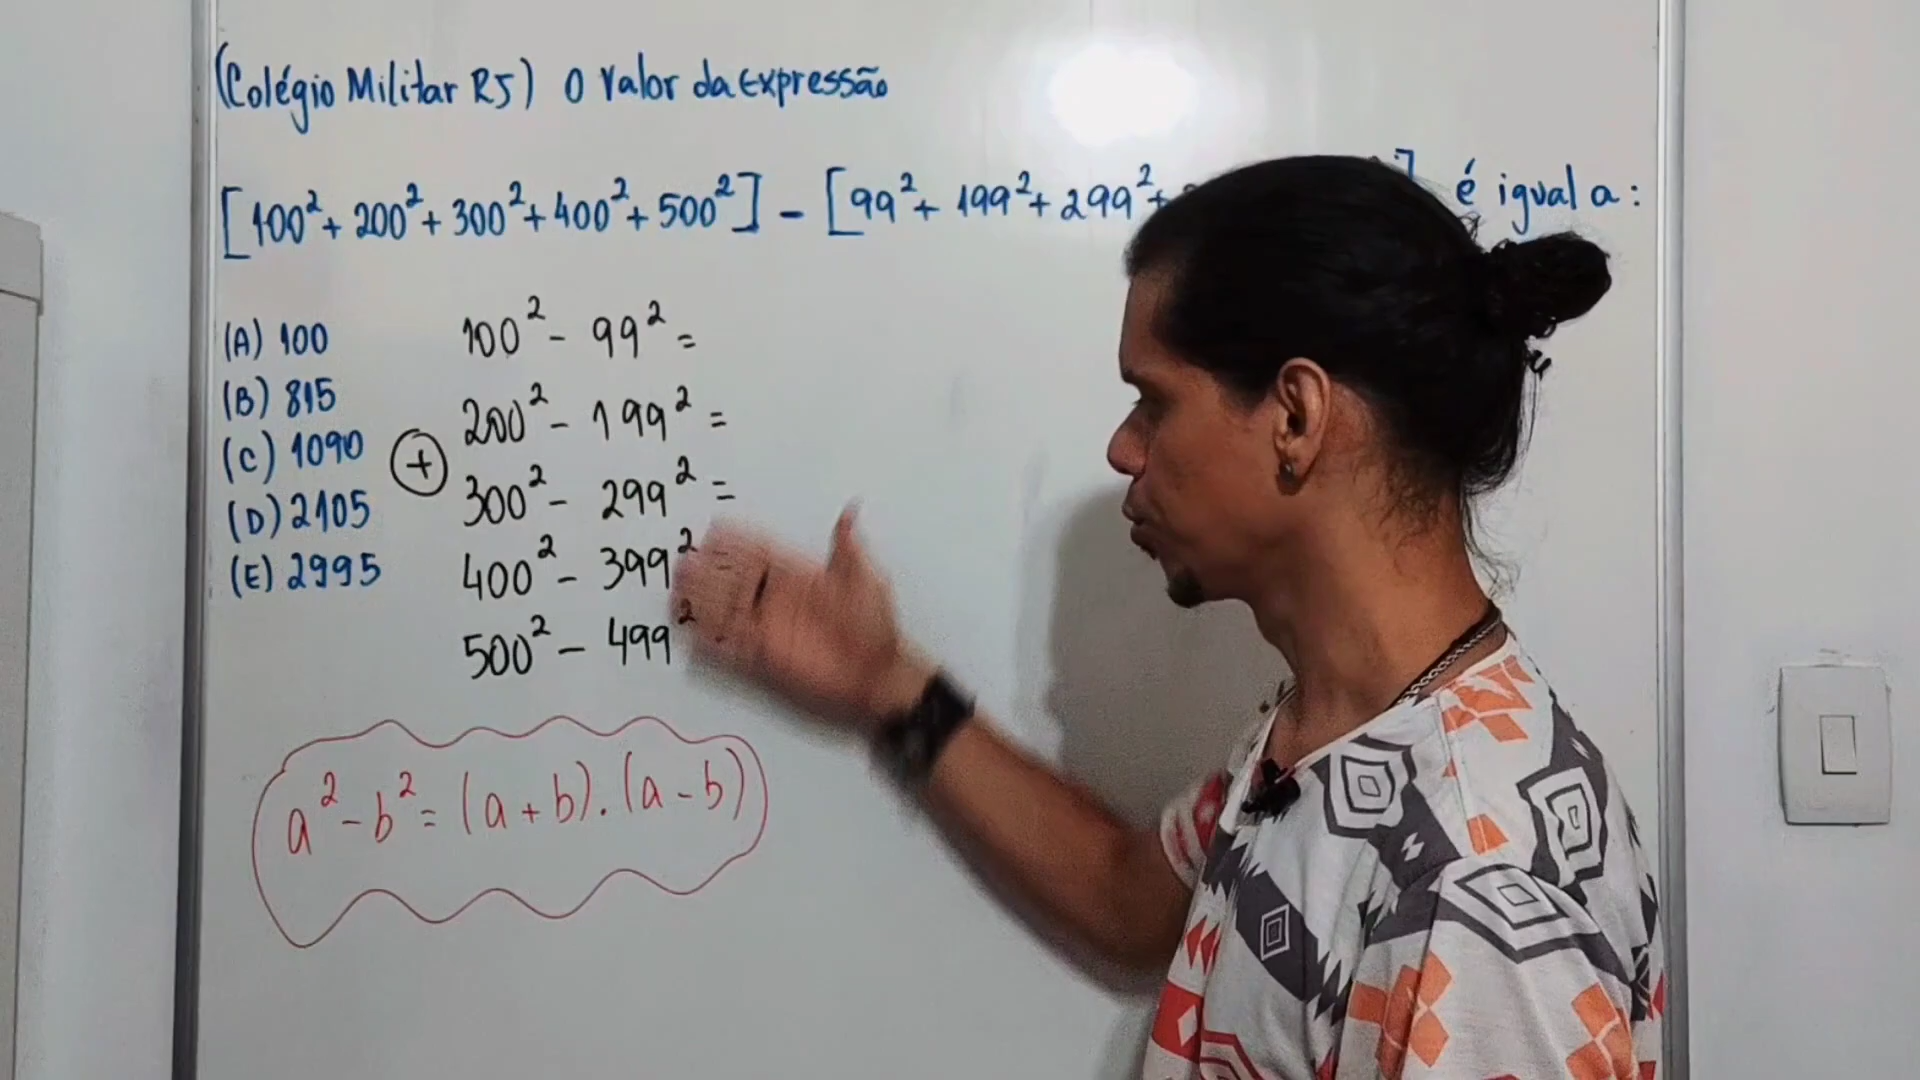 (Colégio Militar RJ) O valor da Expressão
[100² + 200² + 300² + 400² + 500²] - [99² + 199² + 299² + ] é igual a :
(A) 100
(B) 815
(C) 1090
(D) 2105
(E) 2995
+
100² - 99² =
200² - 199² =
300² - 299² =
400² - 399² =
500² - 499²
a² - b² = (a + b) . (a - b)